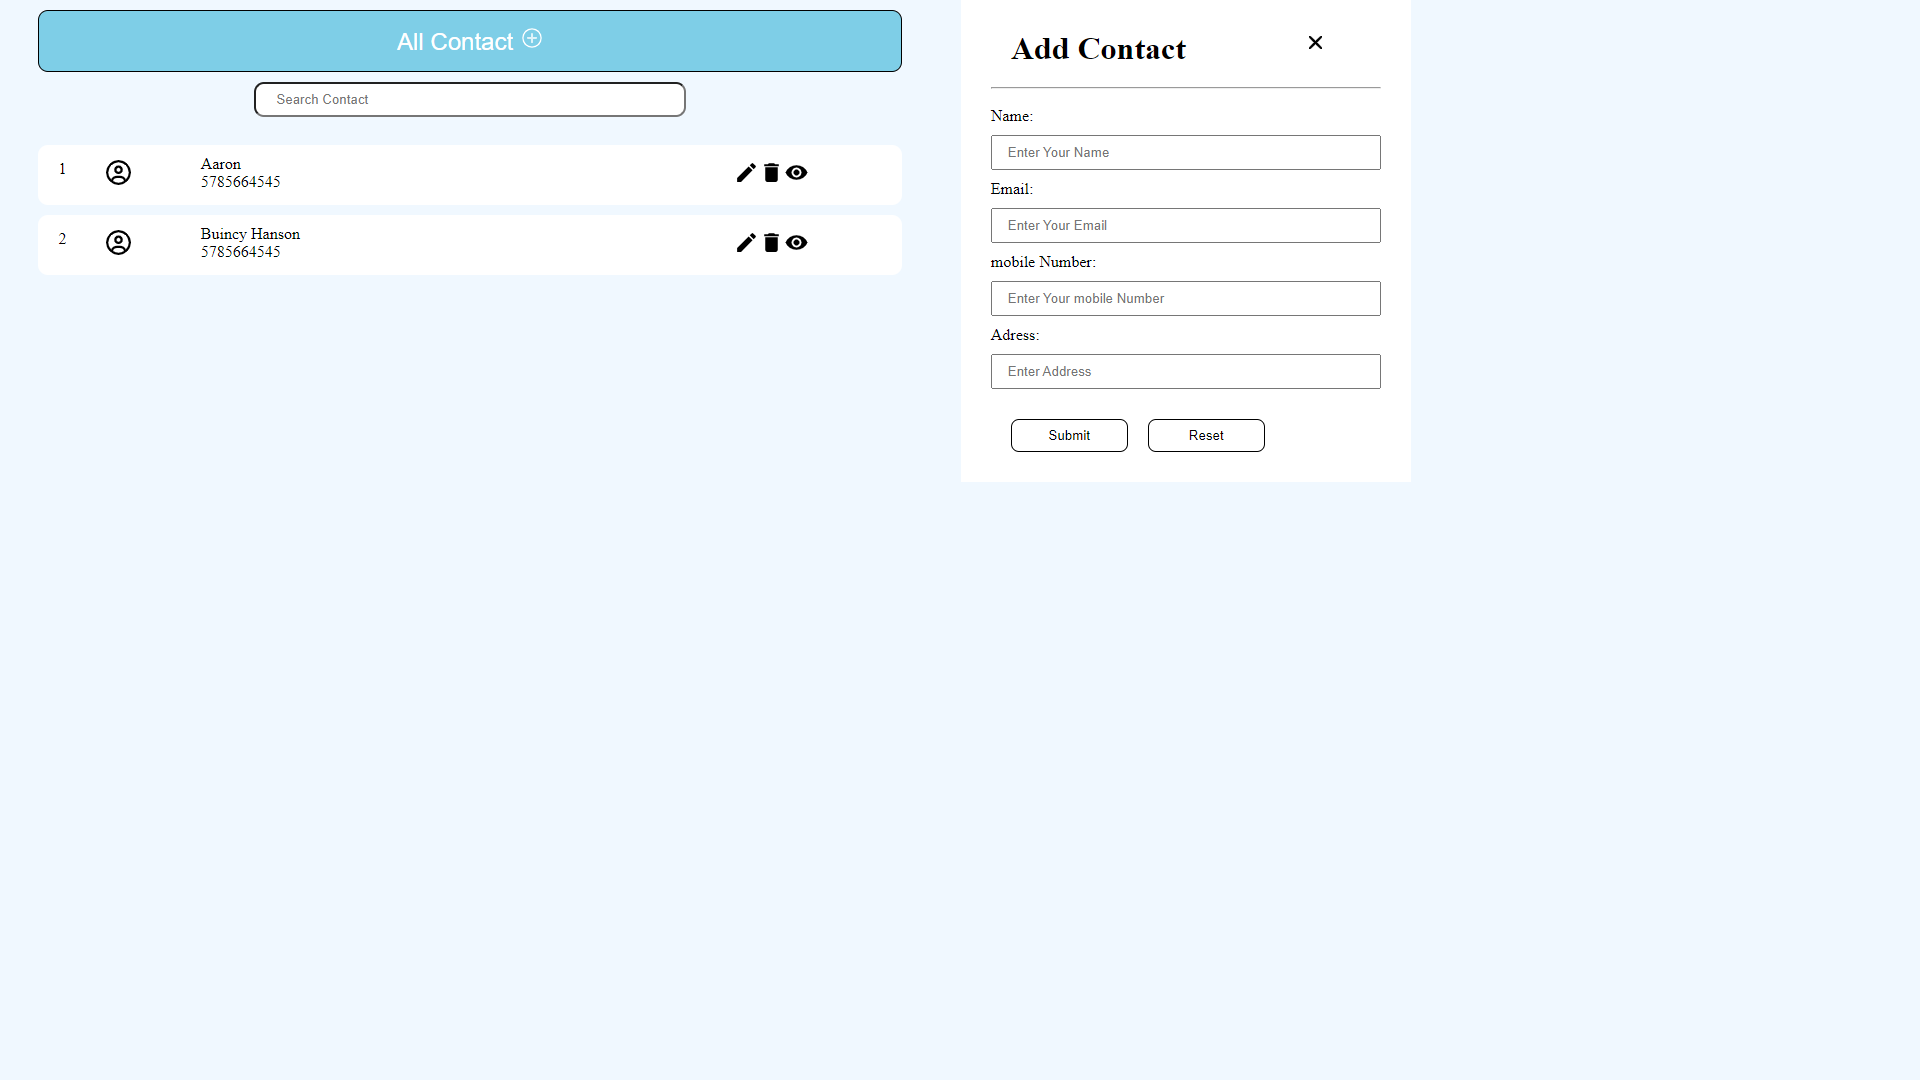 All Contact
Search Contact
1
Aaron
5785664545
2
Buincy Hanson
5785664545
Add Contact
Name:
Enter Your Name
Email:
Enter Your Email
mobile Number:
Enter Your mobile Number
Adress:
Enter Address
Submit
Reset